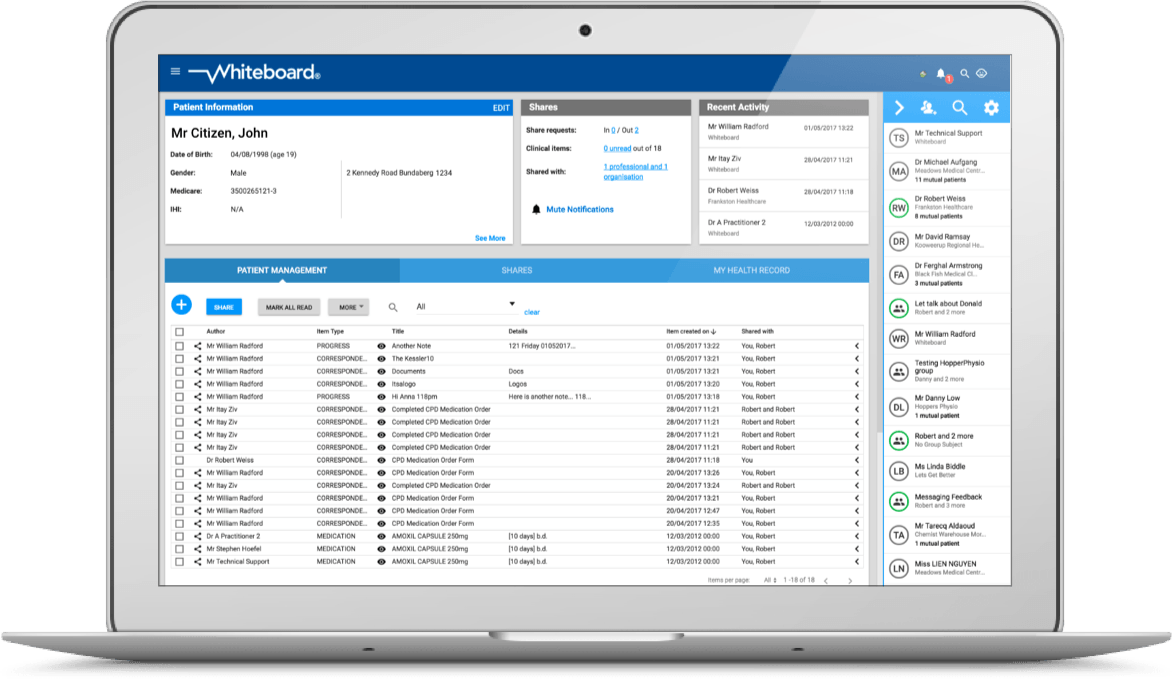 Whiteboard®
1
Patient Information EDIT
Mr Citizen, John
Date of Birth: 04/08/1998 (age 19)
Gender: Male
Medicare: 3500265121-3
IHI: N/A
2 Kennedy Road Bundaberg 1234
See More
Shares
Share requests: In 0 / Out 2
Clinical items: 0 unread out of 18
Shared with: 1 professional and 1
organisation
Mute Notifications
Recent Activity
Mr William Radford 01/05/2017 13:22
Whiteboard
Mr Itay Ziv 28/04/2017 11:21
Whiteboard
Dr Robert Weiss 28/04/2017 11:18
Frankston Healthcare
Dr A Practitioner 2 12/03/2012 00:00
Whiteboard
PATIENT MANAGEMENT SHARES MY HEALTH RECORD
SHARE MARK ALL READ MORE All
clear
Author Item Type Title Details Item created on Shared with
Mr William Radford PROGRESS Another Note 121 Friday 01052017... 01/05/2017 13:22 You, Robert
Mr William Radford CORRESPONDE... The Kessler10 01/05/2017 13:21 You, Robert
Mr William Radford CORRESPONDE... Documents Docs 01/05/2017 13:21 You, Robert
Mr William Radford CORRESPONDE... Itsalogo Logos 01/05/2017 13:20 You, Robert
Mr William Radford PROGRESS Hi Anna 118pm Here is another note... 118... 01/05/2017 13:18 You, Robert
Mr Itay Ziv CORRESPONDE... Completed CPD Medication Order 28/04/2017 11:21 Robert and Robert
Mr Itay Ziv CORRESPONDE... Completed CPD Medication Order 28/04/2017 11:21 Robert and Robert
Mr Itay Ziv CORRESPONDE... Completed CPD Medication Order 28/04/2017 11:21 Robert and Robert
Mr Itay Ziv CORRESPONDE... Completed CPD Medication Order 28/04/2017 11:21 Robert and Robert
Dr Robert Weiss CORRESPONDE... CPD Medication Order Form 28/04/2017 11:18 You
Mr William Radford CORRESPONDE... CPD Medication Order Form 20/04/2017 13:26 You, Robert
Mr Itay Ziv CORRESPONDE... Completed CPD Medication Order 20/04/2017 13:24 Robert and Robert
Mr William Radford CORRESPONDE... CPD Medication Order Form 20/04/2017 13:21 You, Robert
Mr William Radford CORRESPONDE... CPD Medication Order Form 20/04/2017 12:47 You, Robert
Mr William Radford CORRESPONDE... CPD Medication Order Form 20/04/2017 12:35 You, Robert
Dr A Practitioner 2 MEDICATION AMOXIL CAPSULE 250mg [10 days] b.d. 12/03/2012 00:00 You, Robert
Mr Stephen Hoefel MEDICATION AMOXIL CAPSULE 250mg [10 days] b.d. 12/03/2012 00:00 You, Robert
Mr Technical Support MEDICATION AMOXIL CAPSULE 250mg [10 days] b.d. 12/03/2012 00:00 You, Robert
Items per page: All 1 -18 of 18
TS Mr Technical Support
Whiteboard
MA Dr Michael Aufgang
Meadows Medical Centr...
11 mutual patients
RW Dr Robert Weiss
Frankston Healthcare
8 mutual patients
DR Mr David Ramsay
Kooweerup Regional He...
FA Dr Ferghal Armstrong
Black Fish Medical Cl...
3 mutual patients
Let talk about Donald
Robert and 2 more
WR Mr William Radford
Whiteboard
Testing HopperPhysio
group
Danny and 2 more
DL Mr Danny Low
Hoppers Physio
1 mutual patient
Robert and 2 more
No Group Subject
LB Ms Linda Biddle
Lets Get Better
Messaging Feedback
Robert and 3 more
TA Mr Tarecq Aldaoud
Chemist Warehouse Mor...
1 mutual patient
LN Miss LIEN NGUYEN
Meadows Medical Centr...